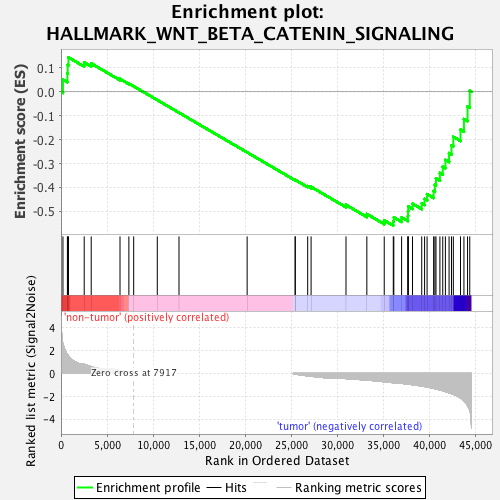 Enrichment plot:
HALLMARK_WNT_BETA_CATENIN_SIGNALING
Enrichment score (ES)
0.1
0.0
-0.1
-0.2
-0.3
-0.4
-0.5
Ranked list metric (Signal2Noise)
'non-tumor' (positively correlated)
4
2
0
-2
-4
Zero cross at 7917
'tumor' (negatively correlated)
0 5,000 10,000 15,000 20,000 25,000 30,000 35,000 40,000 45,000
Rank in Ordered Dataset
Enrichment profile Hits Ranking metric scores